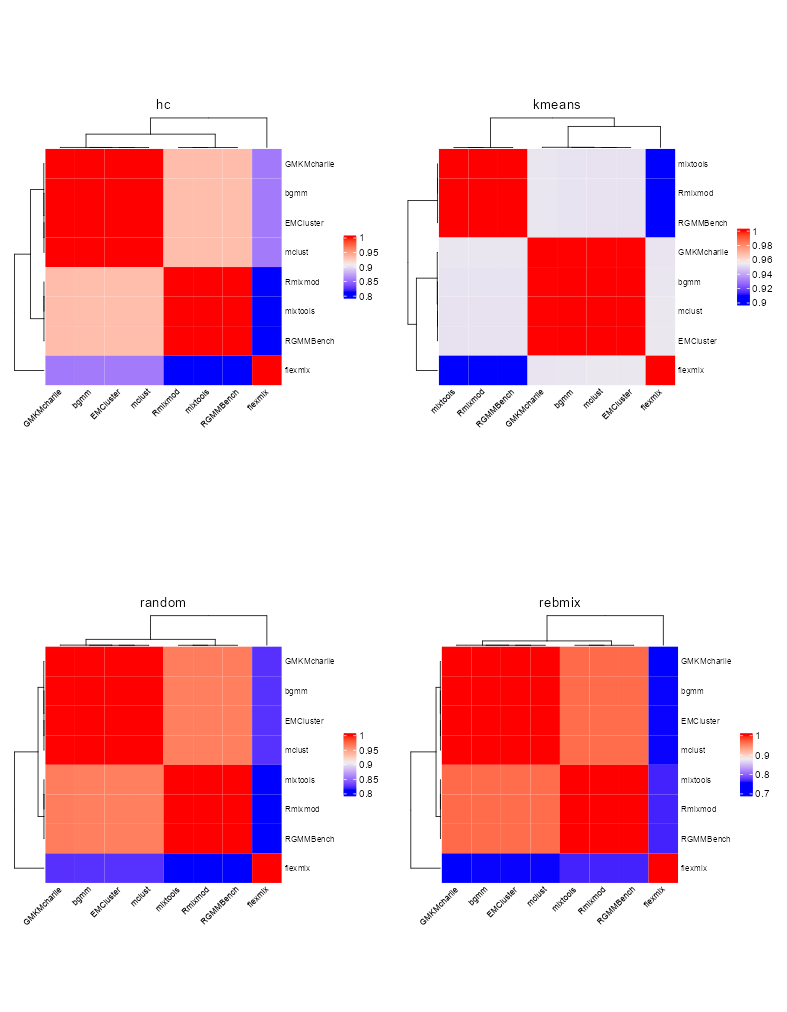 hc
GMKMcharlie
bgmm
EMCluster
mclust
Rmixmod
mixtools
RGMMBench
flexmix
GMKMcharlie
bgmm
EMCluster
mclust
Rmixmod
mixtools
RGMMBench
flexmix
1
0.95
0.9
0.85
0.8
kmeans
mixtools
Rmixmod
RGMMBench
GMKMcharlie
bgmm
mclust
EMCluster
flexmix
mixtools
Rmixmod
RGMMBench
GMKMcharlie
bgmm
mclust
EMCluster
flexmix
1
0.98
0.96
0.94
0.92
0.9
random
GMKMcharlie
bgmm
EMCluster
mclust
mixtools
Rmixmod
RGMMBench
flexmix
GMKMcharlie
bgmm
EMCluster
mclust
mixtools
Rmixmod
RGMMBench
flexmix
1
0.95
0.9
0.85
0.8
rebmix
GMKMcharlie
bgmm
EMCluster
mclust
mixtools
Rmixmod
RGMMBench
flexmix
GMKMcharlie
bgmm
EMCluster
mclust
mixtools
Rmixmod
RGMMBench
flexmix
1
0.9
0.8
0.7